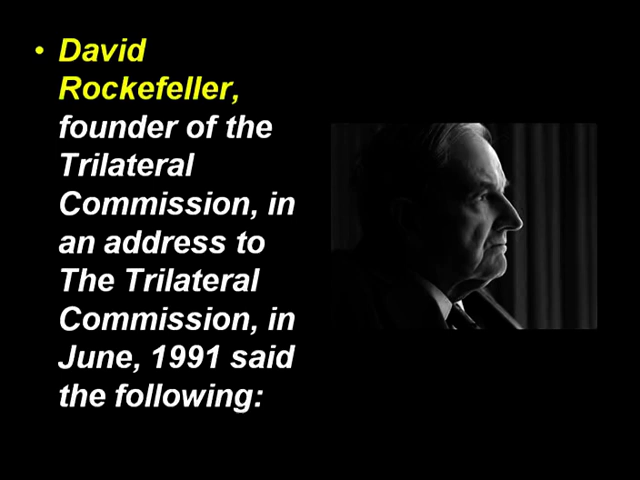 • David
Rockefeller,
founder of the
Trilateral
Commission, in
an address to
The Trilateral
Commission, in
June, 1991 said
the following: